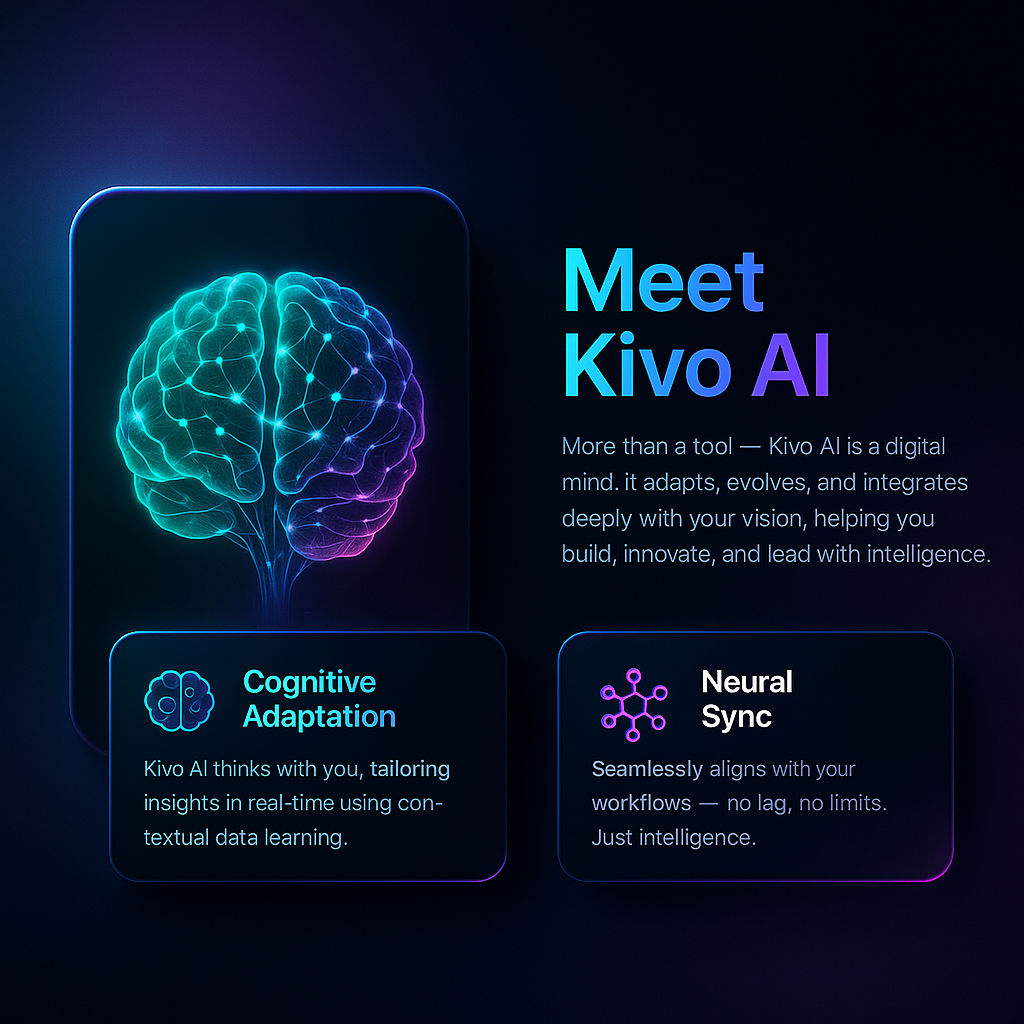 Meet
Kivo AI
More than a tool — Kivo AI is a digital
mind. it adapts, evolves, and integrates
deeply with your vision, helping you
build, innovate, and lead with intelligence.
Cognitive
Adaptation
Kivo AI thinks with you, tailoring
insights in real-time using con-
textual data learning.
Neural
Sync
Seamlessly aligns with your
workflows — no lag, no limits.
Just intelligence.